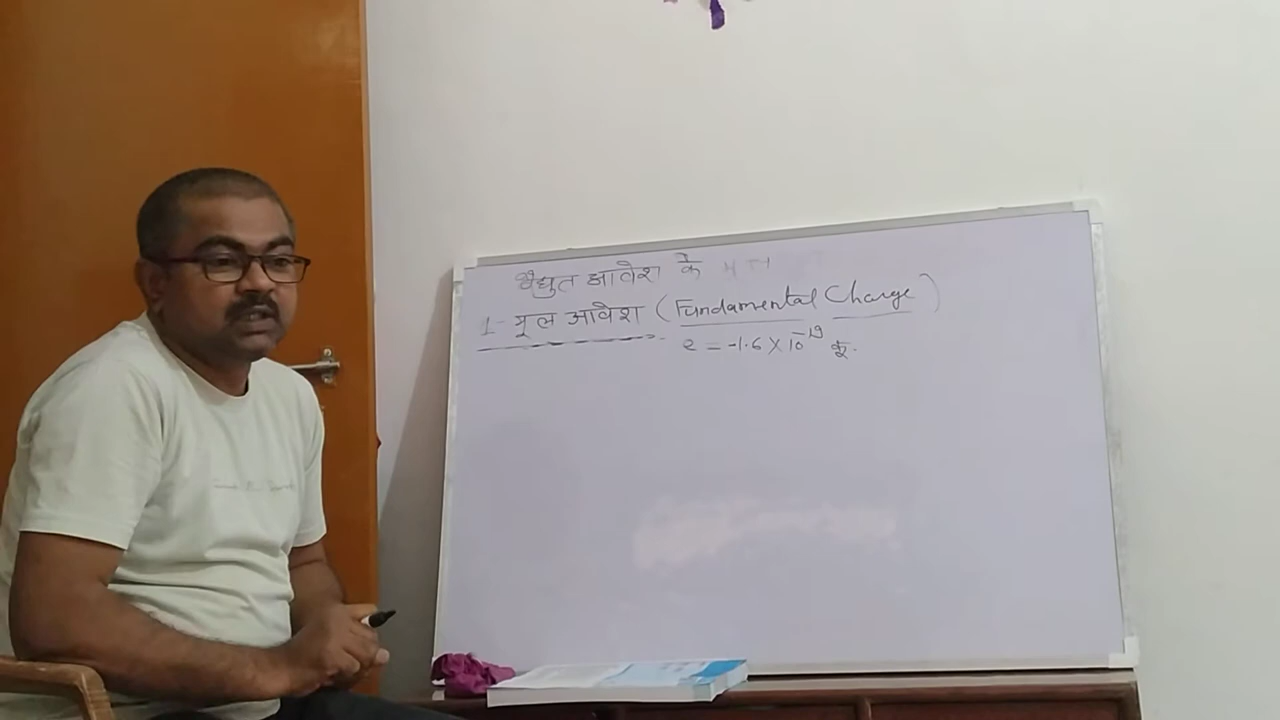 वैद्युत आवेश के
1- मूल आवेश (Fundamental Charge)
e = -1.6 X 10⁻¹⁹ कू.